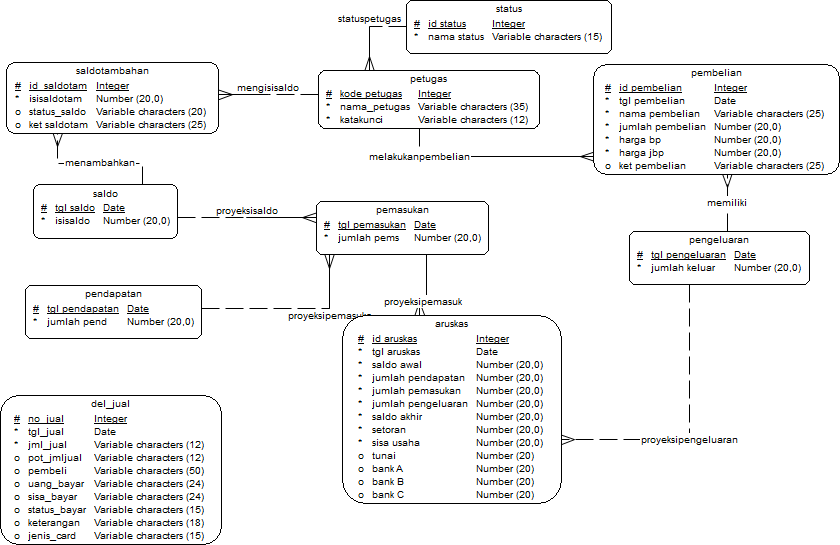 status
# id status Integer
* nama status Variable characters (15)
statuspetugas
saldotambahan
# id_saldotam Integer
* isisaldotam Number (20,0)
o status_saldo Variable characters (20)
o ket saldotam Variable characters (25)
mengisisaldo
petugas
# kode petugas Integer
* nama_petugas Variable characters (35)
* katakunci Variable characters (12)
pembelian
# id pembelian Integer
* tgl pembelian Date
* nama pembelian Variable characters (25)
* jumlah pembelian Number (20,0)
* harga bp Number (20,0)
* harga jbp Number (20,0)
o ket pembelian Variable characters (25)
melakukanpembelian
menambahkan
saldo
# tgl saldo Date
* isisaldo Number (20,0)
proyeksisaldo
pemasukan
# tgl pemasukan Date
* jumlah pems Number (20,0)
memiliki
pengeluaran
# tgl pengeluaran Date
* jumlah keluar Number (20,0)
pendapatan
# tgl pendapatan Date
* jumlah pend Number (20,0)
proyeksipemasuk
proyeksipemasuk
aruskas
# id aruskas Integer
* tgl aruskas Date
* saldo awal Number (20,0)
* jumlah pendapatan Number (20,0)
* jumlah pemasukan Number (20,0)
* jumlah pengeluaran Number (20,0)
* saldo akhir Number (20,0)
* setoran Number (20,0)
* sisa usaha Number (20,0)
o tunai Number (20)
o bank A Number (20)
o bank B Number (20)
o bank C Number (20)
proyeksipengeluaran
del_jual
# no_jual Integer
* tgl_jual Date
* jml_jual Variable characters (12)
o pot_jmljual Variable characters (12)
o pembeli Variable characters (50)
o uang_bayar Variable characters (24)
o sisa_bayar Variable characters (24)
o status_bayar Variable characters (15)
o keterangan Variable characters (18)
o jenis_card Variable characters (15)